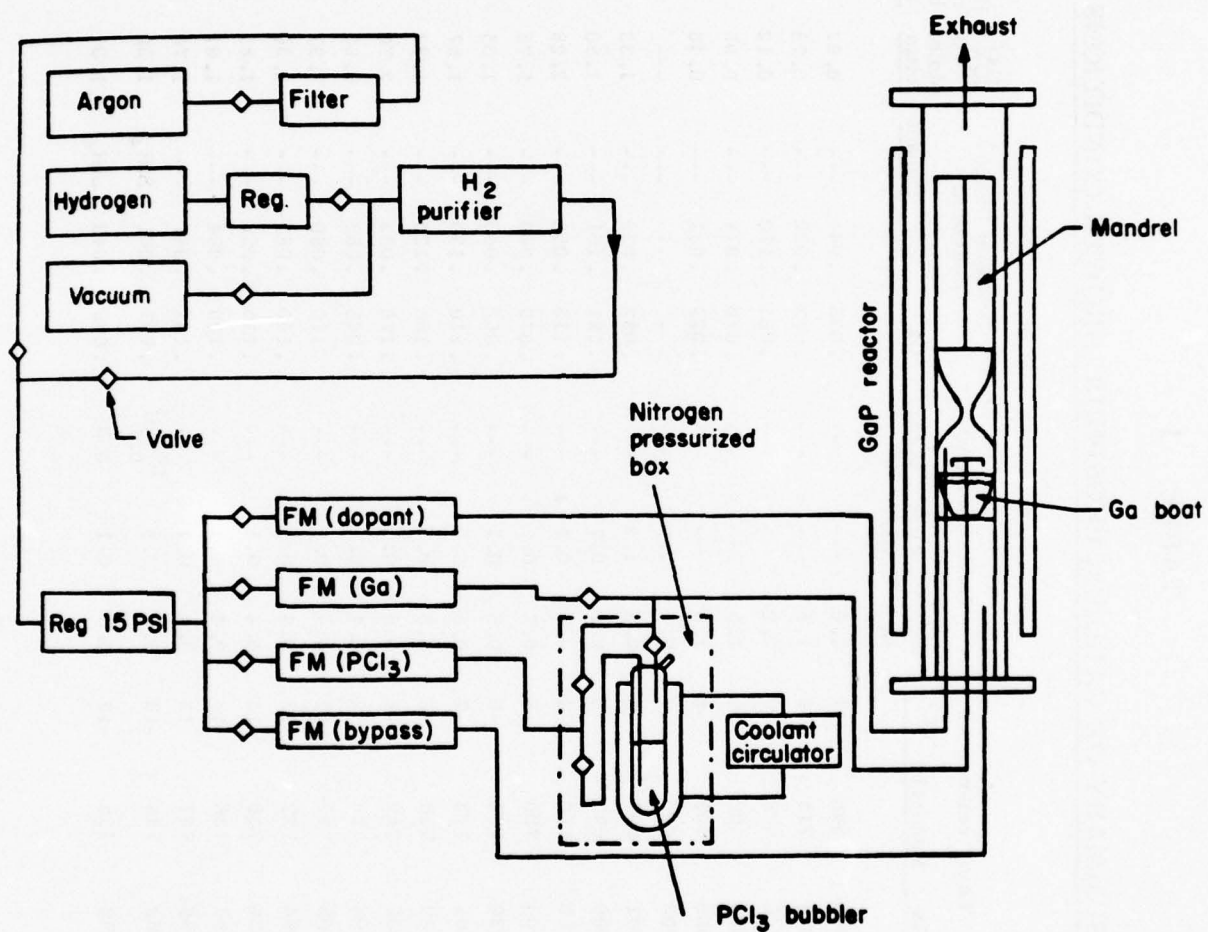 Exhaust
Argon
Filter
Hydrogen
Reg.
H2
purifier
Vacuum
Mandrel
GaP reactor
Valve
Nitrogen
pressurized
box
Ga boat
FM (dopant)
FM (Ga)
Reg 15 PSI
FM (PCl3)
FM (bypass)
Coolant
circulator
PCl3 bubbler